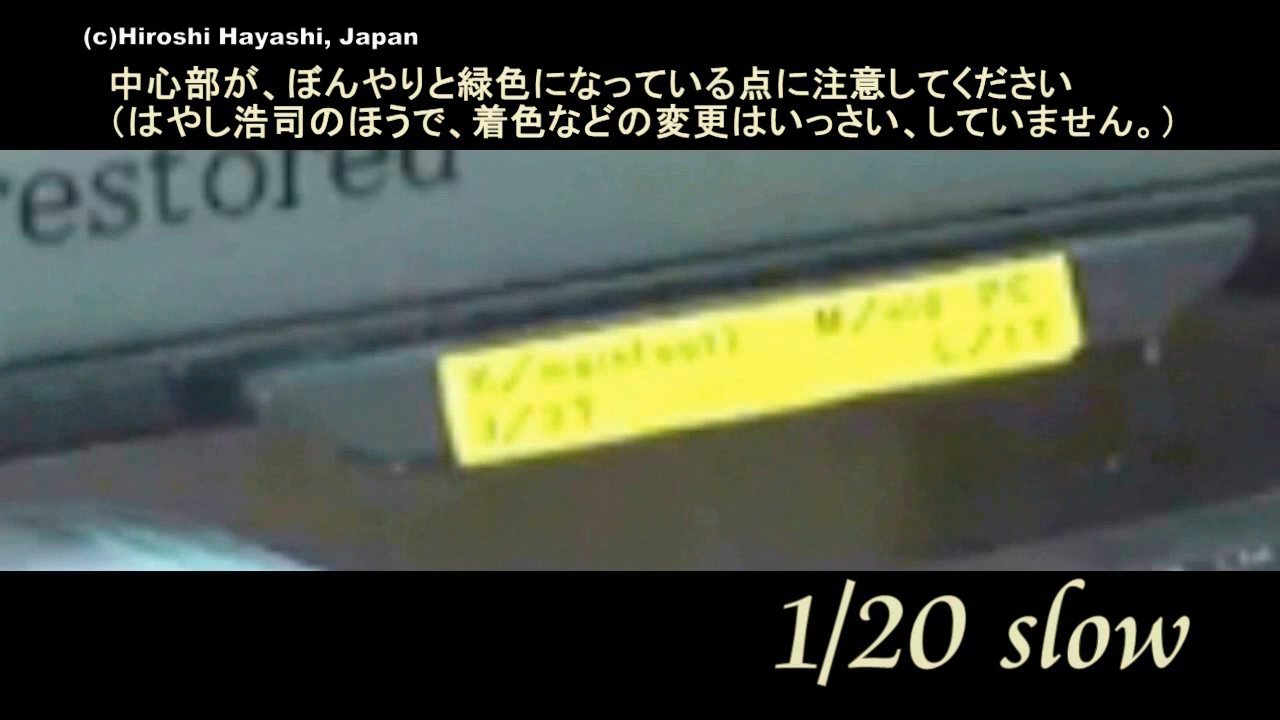 (c)Hiroshi Hayashi, Japan
中心部が、ぼんやりと緑色になっている点に注意してください
(はやし浩司のほうで、着色などの変更はいっさい、していません。)
restored
M/old PC
1/20 slow